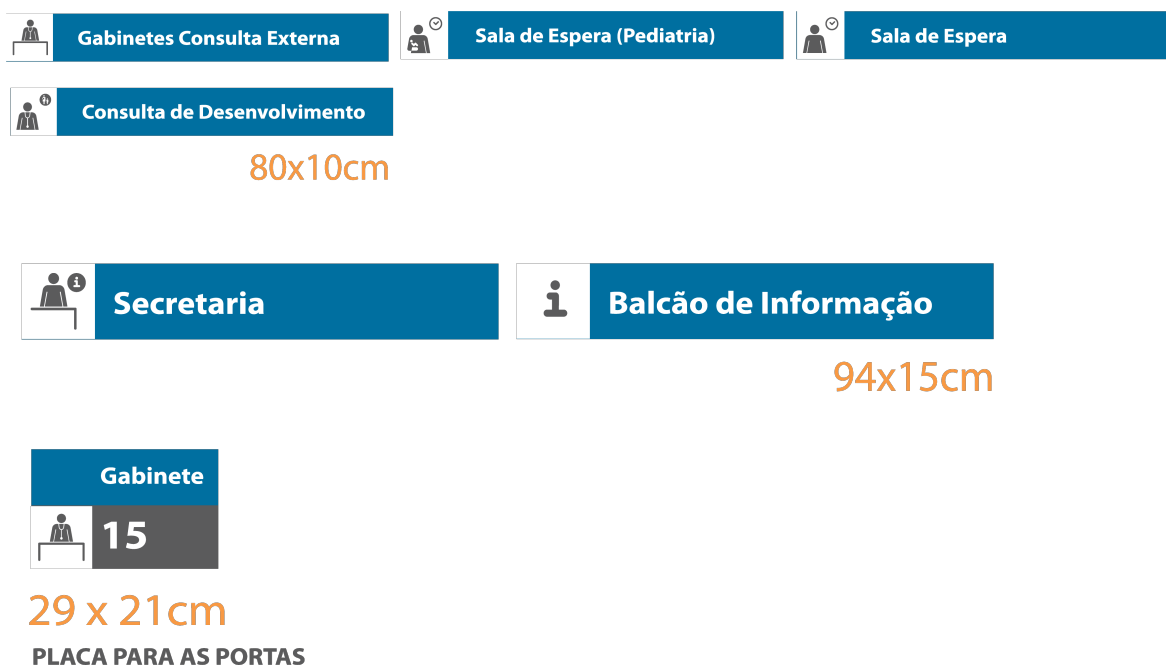 Gabinetes Consulta Externa
Sala de Espera (Pediatria)
Sala de Espera
Consulta de Desenvolvimento
80x10cm
i
Secretaria
i
Balcão de Informação
94x15cm
Gabinete
15
29 x 21cm
PLACA PARA AS PORTAS